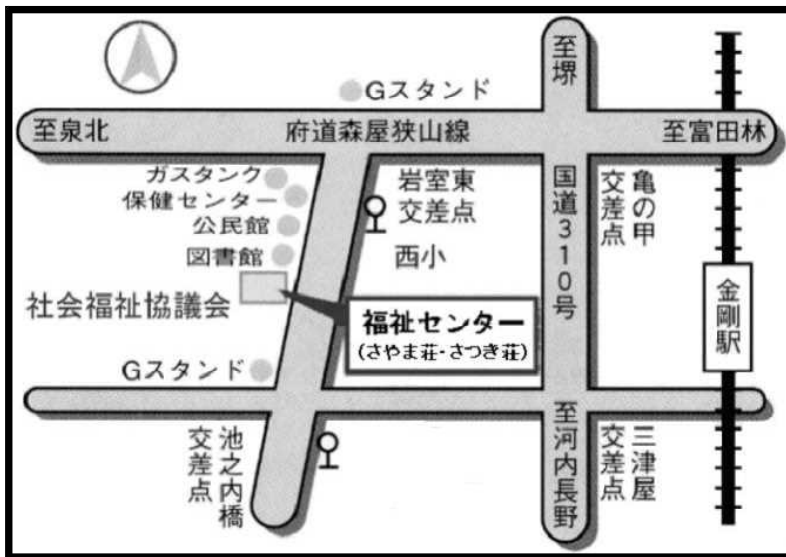 至堺
Gスタンド
至泉北
府道森屋狭山線
至富田林
ガスタンク
保健センター
公民館
図書館
岩室東
交差点
西小
国道310号
亀の甲
交差点
金剛駅
社会福祉協議会
福祉センター
(さやま荘・さつき荘)
Gスタンド
池之内橋
交差点
至河内長野
三津屋
交差点